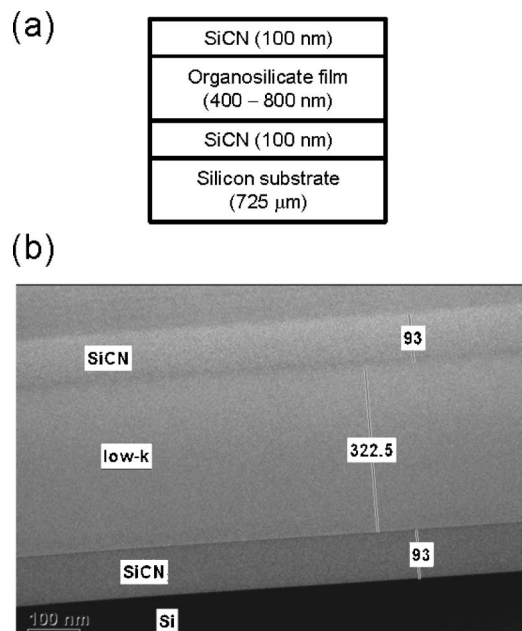 (a)
SiCN (100 nm)
Organosilicate film
(400 – 800 nm)
SiCN (100 nm)
Silicon substrate
(725 μm)
(b)
SiCN
93
low-k
322.5
93
SiCN
100 nm
Si